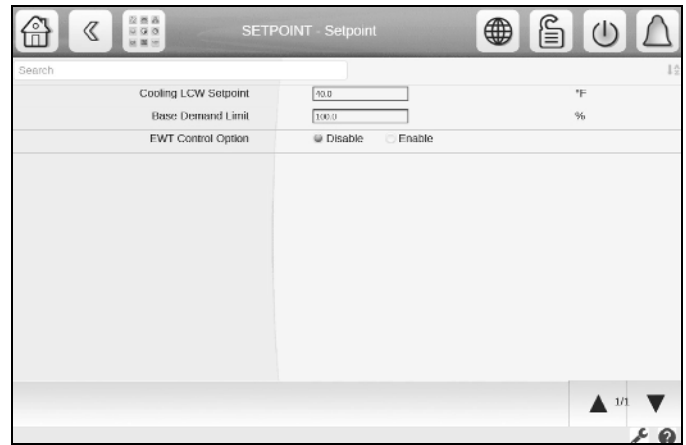 SETPOINT - Setpoint
Search
Cooling LCW Setpoint 40.0 °F
Base Demand Limit 100.0 %
EWT Control Option Disable Enable
1/1